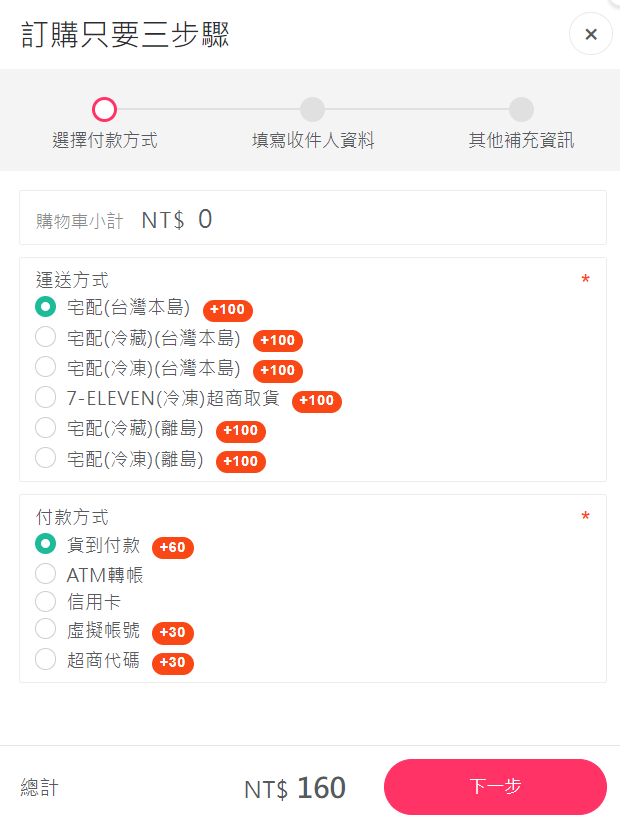 訂購只要三步驟
選擇付款方式 填寫收件人資料 其他補充資訊
購物車小計 NT$ 0
運送方式 *
宅配(台灣本島) +100
宅配(冷藏)(台灣本島) +100
宅配(冷凍)(台灣本島) +100
7-ELEVEN(冷凍)超商取貨 +100
宅配(冷藏)(離島) +100
宅配(冷凍)(離島) +100
付款方式 *
貨到付款 +60
ATM轉帳
信用卡
虛擬帳號 +30
超商代碼 +30
總計 NT$ 160 下一步